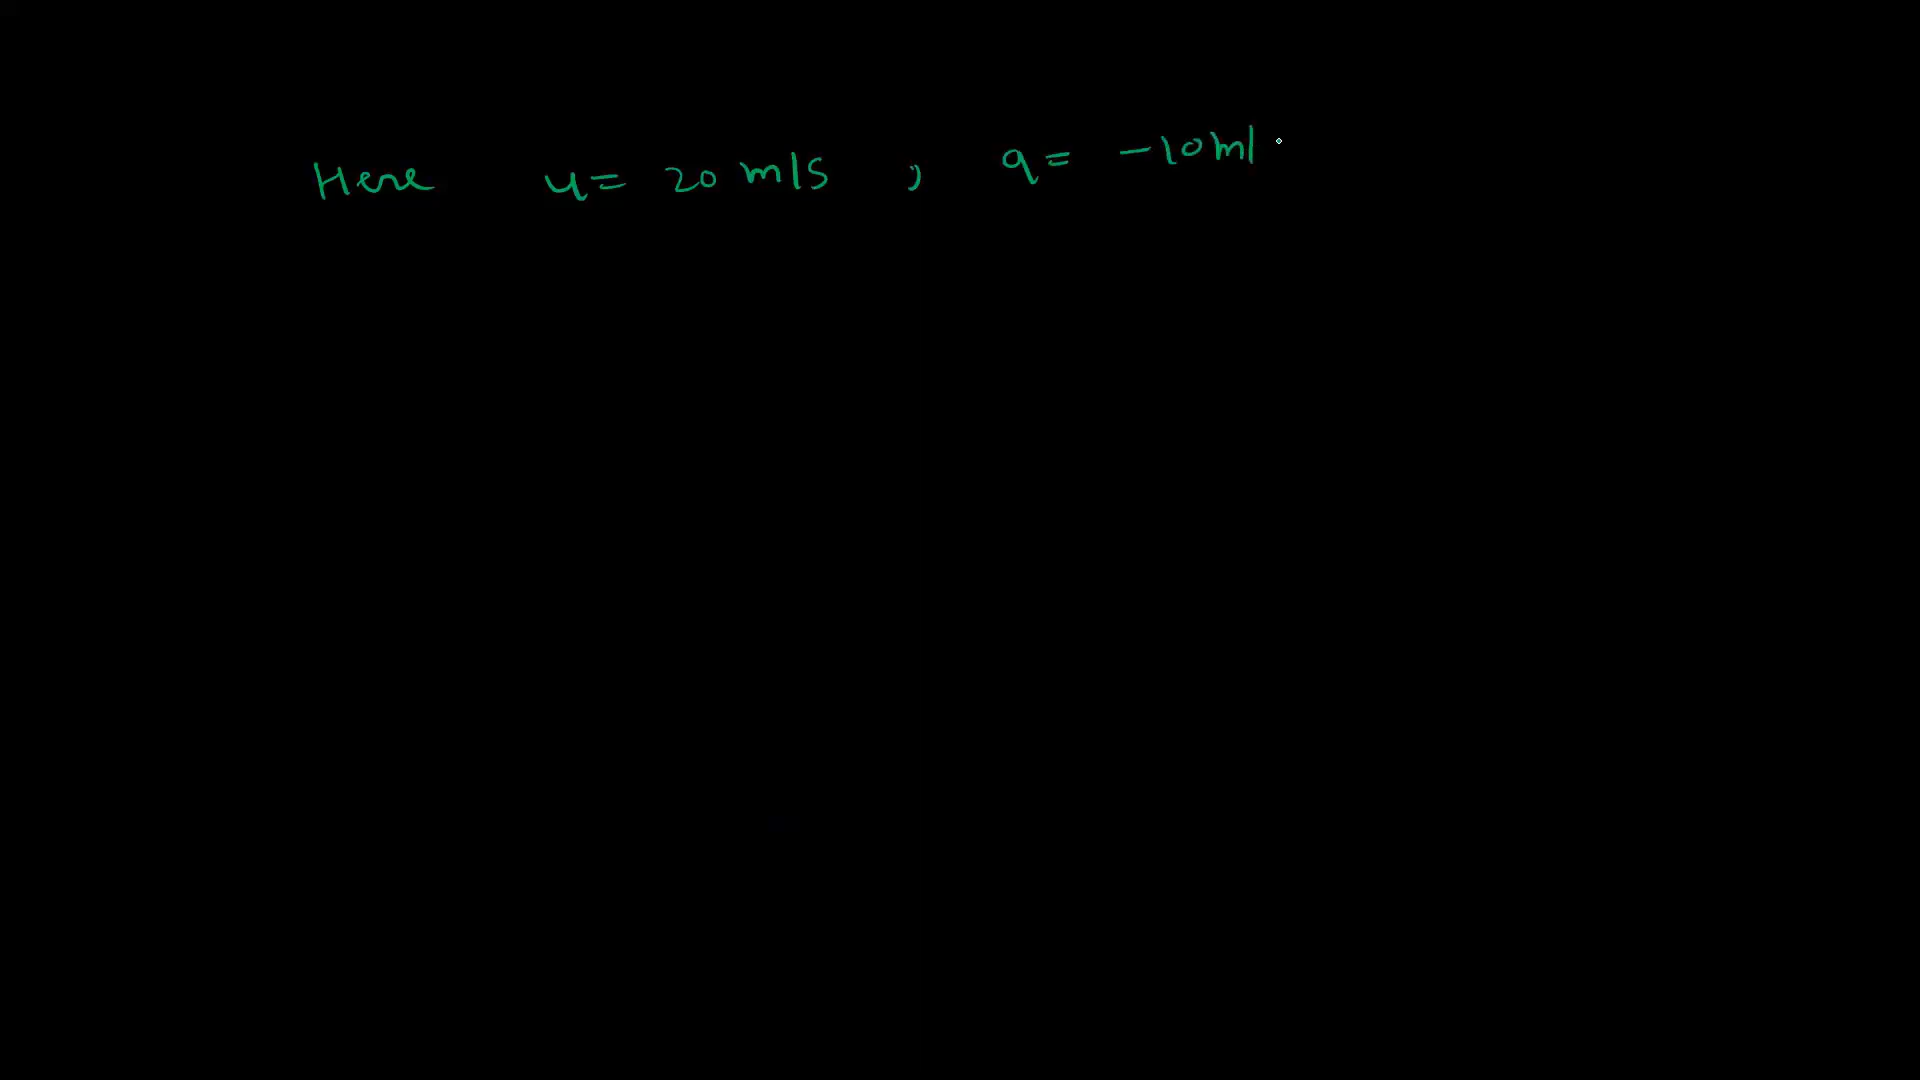 Here u = 20 m/s , a = -10 m/